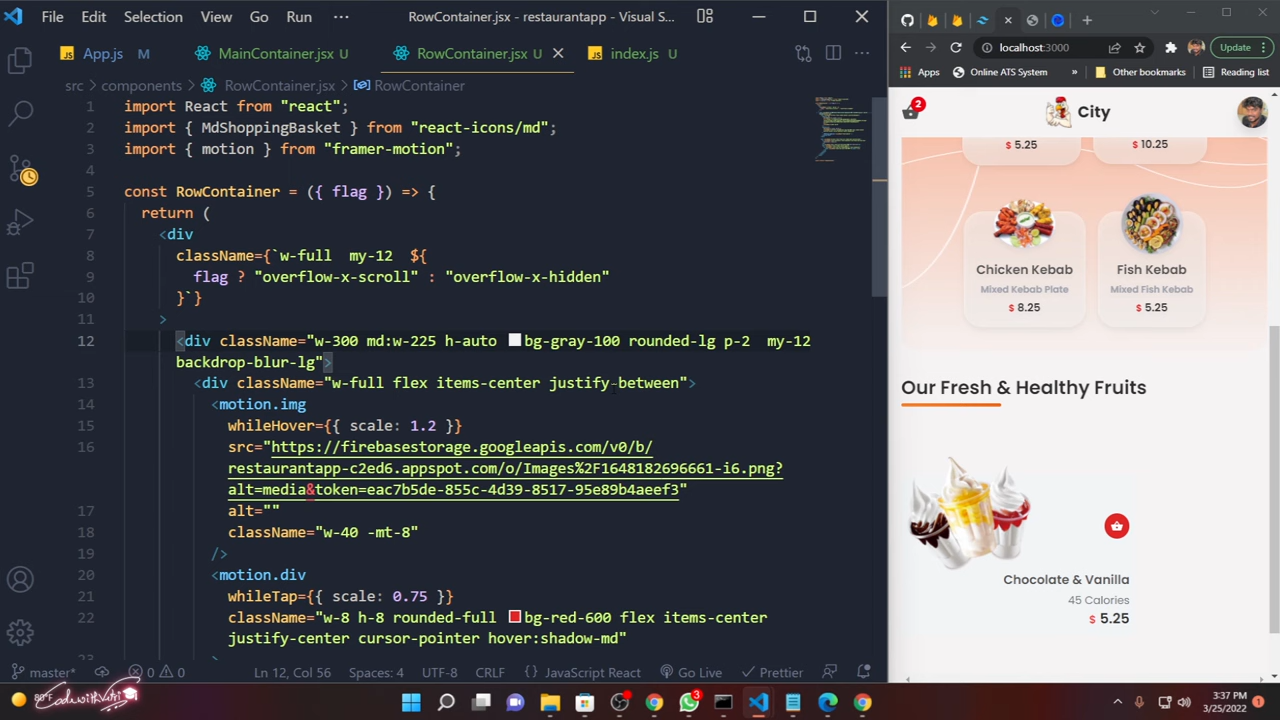 File Edit Selection View Go Run ··· RowContainer.jsx - restaurantapp - Visual S...
App.js M MainContainer.jsx U RowContainer.jsx U index.js U
src > components > RowContainer.jsx > RowContainer
1 import React from "react";
2 import { MdShoppingBasket } from "react-icons/md";
3 import { motion } from "framer-motion";
4
5 const RowContainer = ({ flag }) => {
6 return (
7 <div
8 className={`w-full  my-12  ${
9 flag ? "overflow-x-scroll" : "overflow-x-hidden"
10 }`}
11 >
12 <div className="w-300 md:w-225 h-auto bg-gray-100 rounded-lg p-2  my-12
backdrop-blur-lg">
13 <div className="w-full flex items-center justify-between">
14 <motion.img
15 whileHover={{ scale: 1.2 }}
16 src="https://firebasestorage.googleapis.com/v0/b/
restaurantapp-c2ed6.appspot.com/o/Images%2F1648182696661-i6.png?
alt=media&token=eac7b5de-855c-4d39-8517-95e89b4aeef3"
17 alt=""
18 className="w-40 -mt-8"
19 />
20 <motion.div
21 whileTap={{ scale: 0.75 }}
22 className="w-8 h-8 rounded-full bg-red-600 flex items-center
justify-center cursor-pointer hover:shadow-md"
23 >
master* 0 0 Ln 12, Col 56 Spaces: 4 UTF-8 CRLF {} JavaScript React Go Live Prettier
localhost:3000 Update
Apps Online ATS System » Other bookmarks Reading list
2 City
$ 5.25 $ 10.25
Chicken Kebab Fish Kebab
Mixed Kebab Plate Mixed Fish Kebab
$ 8.25 $ 5.25
Our Fresh & Healthy Fruits
Chocolate & Vanilla
45 Calories
$ 5.25
80°F
CodewithVetri
3
3:37 PM
3/25/2022
1